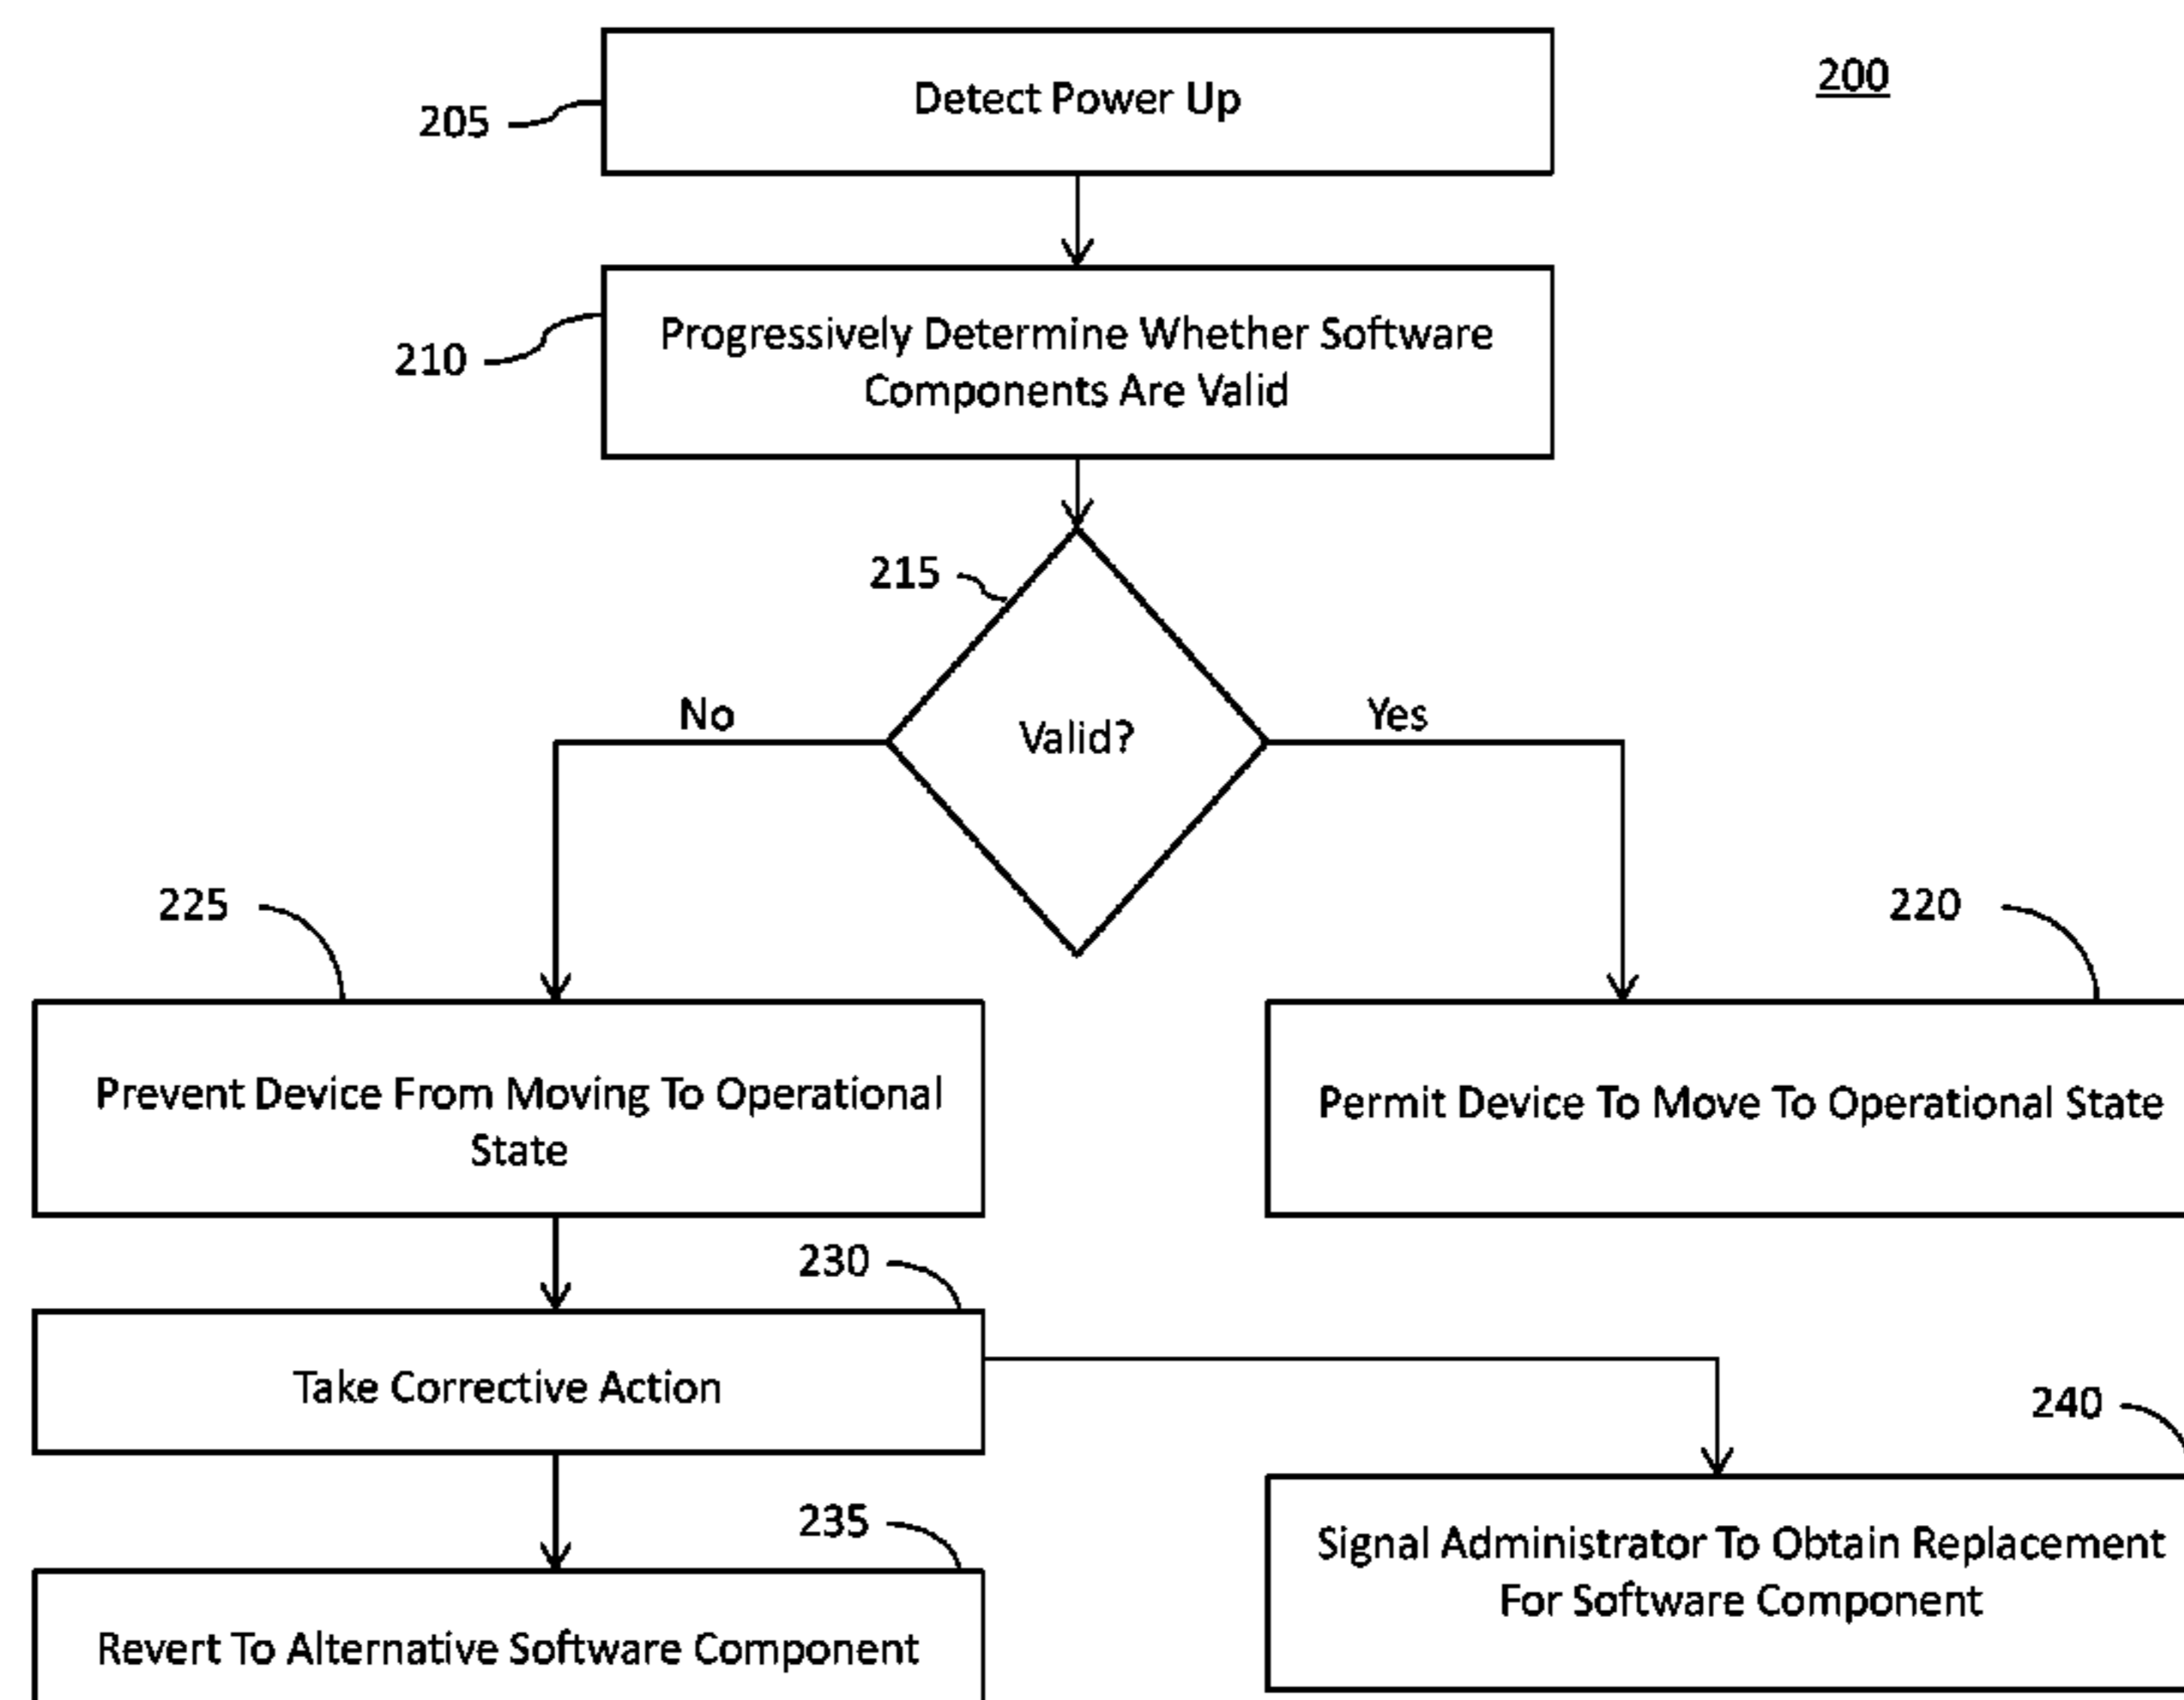 200
Detect Power Up
205
Progressively Determine Whether Software
Components Are Valid
210
215
Valid?
No
Yes
225
220
Prevent Device From Moving To Operational
State
Permit Device To Move To Operational State
230
Take Corrective Action
240
Signal Administrator To Obtain Replacement
For Software Component
235
Revert To Alternative Software Component